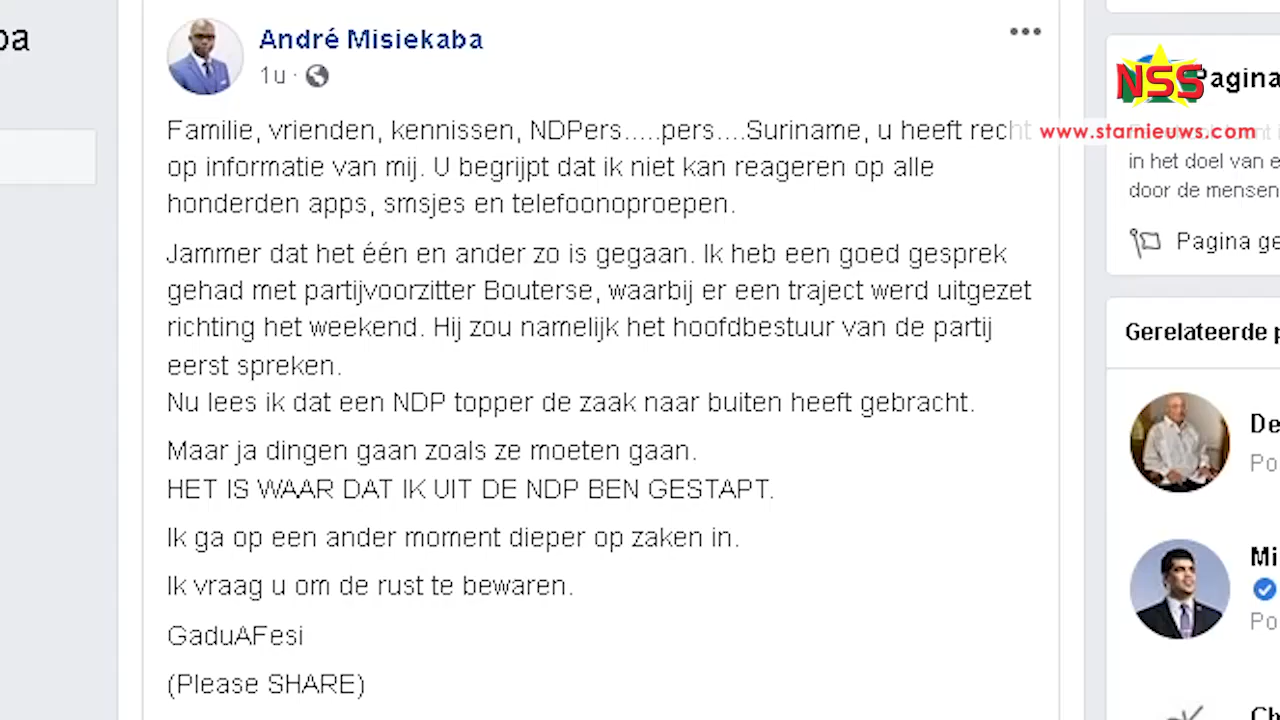 ba
André Misiekaba
1u ·
Familie, vrienden, kennissen, NDPers.....pers....Suriname, u heeft recht
op informatie van mij. U begrijpt dat ik niet kan reageren op alle
honderden apps, smsjes en telefoonoproepen.
Jammer dat het één en ander zo is gegaan. Ik heb een goed gesprek
gehad met partijvoorzitter Bouterse, waarbij er een traject werd uitgezet
richting het weekend. Hij zou namelijk het hoofdbestuur van de partij
eerst spreken.
Nu lees ik dat een NDP topper de zaak naar buiten heeft gebracht.
Maar ja dingen gaan zoals ze moeten gaan.
HET IS WAAR DAT IK UIT DE NDP BEN GESTAPT.
Ik ga op een ander moment dieper op zaken in.
Ik vraag u om de rust te bewaren.
GaduAFesi
(Please SHARE)
NSS
Pagina
www.starnieuws.com
in het doel van e
door de mensen
Pagina ge
Gerelateerde p
De
Po
Mi
Po
Ch